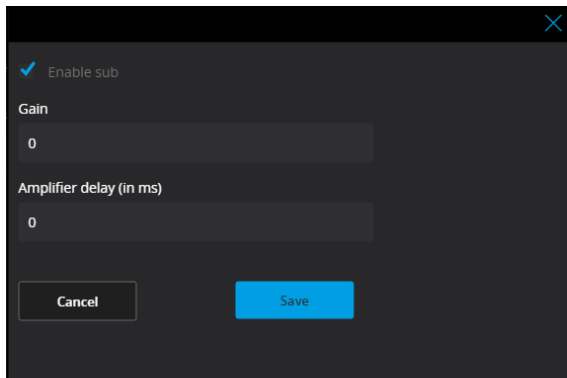 Enable sub
Gain
0
Amplifier delay (in ms)
0
Cancel
Save